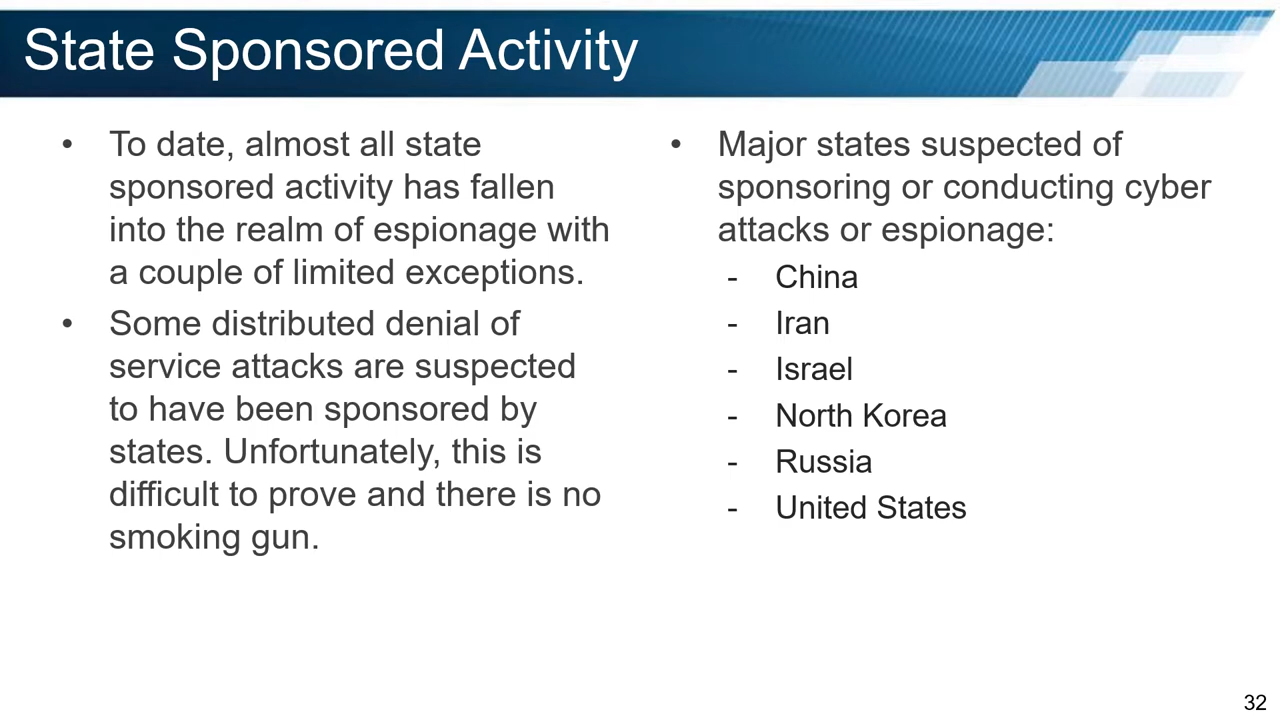 State Sponsored Activity
• To date, almost all state
sponsored activity has fallen
into the realm of espionage with
a couple of limited exceptions.
• Some distributed denial of
service attacks are suspected
to have been sponsored by
states. Unfortunately, this is
difficult to prove and there is no
smoking gun.
• Major states suspected of
sponsoring or conducting cyber
attacks or espionage:
- China
- Iran
- Israel
- North Korea
- Russia
- United States
32